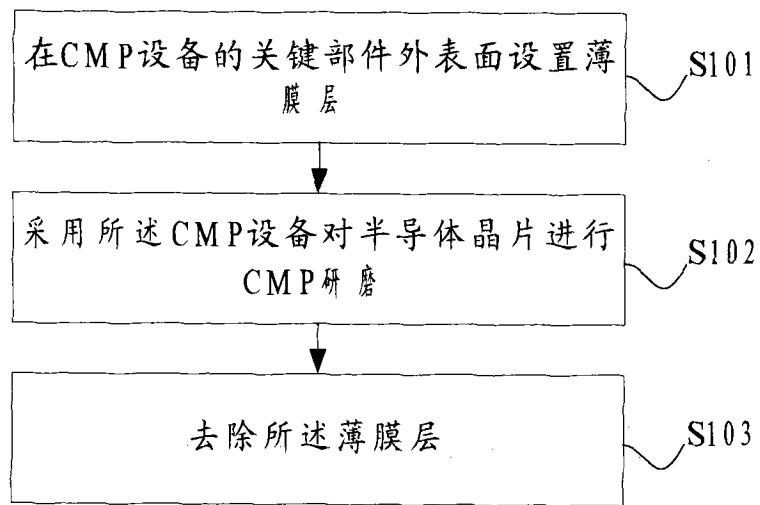 在CMP设备的关键部件外表面设置薄
膜层
S101
采用所述CMP设备对半导体晶片进行
CMP研磨
S102
去除所述薄膜层
S103